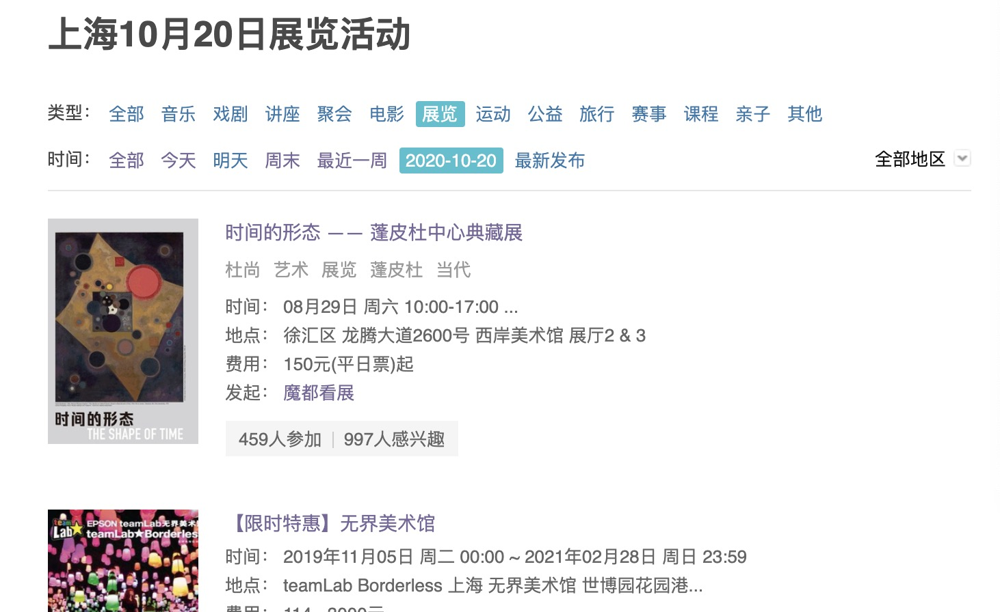 上海10月20日展览活动
类型： 全部 音乐 戏剧 讲座 聚会 电影 展览 运动 公益 旅行 赛事 课程 亲子 其他
时间： 全部 今天 明天 周末 最近一周 2020-10-20 最新发布 全部地区
时间的形态
THE SHAPE OF TIME
时间的形态 —— 蓬皮杜中心典藏展
杜尚 艺术 展览 蓬皮杜 当代
时间： 08月29日 周六 10:00-17:00 ...
地点： 徐汇区 龙腾大道2600号 西岸美术馆 展厅2 & 3
费用： 150元(平日票)起
发起： 魔都看展
459人参加 | 997人感兴趣
team
Lab
EPSON teamLab无界美术
teamLab★Borderles
【限时特惠】无界美术馆
时间： 2019年11月05日 周二 00:00 ~ 2021年02月28日 周日 23:59
地点： teamLab Borderless 上海 无界美术馆 世博园花园港...
费用：